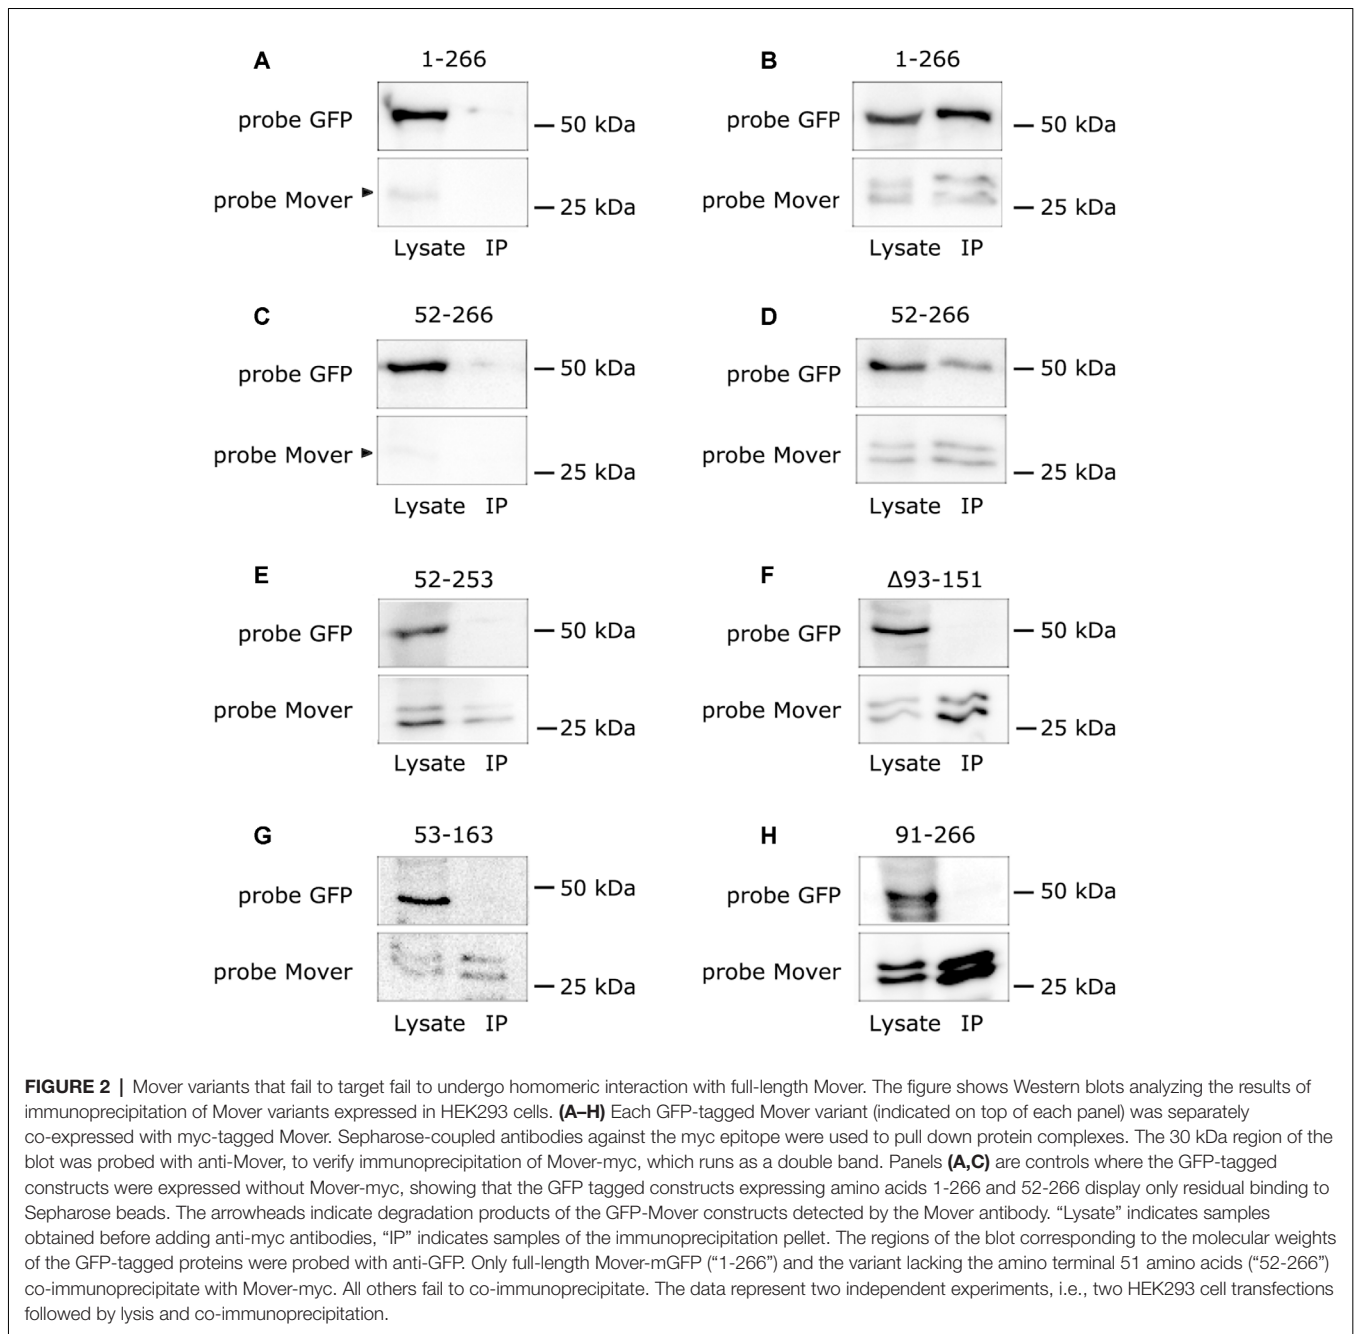 A
1-266
probe GFP
50 kDa
probe Mover
25 kDa
Lysate IP
B
1-266
probe GFP
50 kDa
probe Mover
25 kDa
Lysate IP
C
52-266
probe GFP
50 kDa
probe Mover
25 kDa
Lysate IP
D
52-266
probe GFP
50 kDa
probe Mover
25 kDa
Lysate IP
E
52-253
probe GFP
50 kDa
probe Mover
25 kDa
Lysate IP
F
Δ93-151
probe GFP
50 kDa
probe Mover
25 kDa
Lysate IP
G
53-163
probe GFP
50 kDa
probe Mover
25 kDa
Lysate IP
H
91-266
probe GFP
50 kDa
probe Mover
25 kDa
Lysate IP
FIGURE 2 | Mover variants that fail to target fail to undergo homomeric interaction with full-length Mover. The figure shows Western blots analyzing the results of
immunoprecipitation of Mover variants expressed in HEK293 cells. (A–H) Each GFP-tagged Mover variant (indicated on top of each panel) was separately
co-expressed with myc-tagged Mover. Sepharose-coupled antibodies against the myc epitope were used to pull down protein complexes. The 30 kDa region of the
blot was probed with anti-Mover, to verify immunoprecipitation of Mover-myc, which runs as a double band. Panels (A,C) are controls where the GFP-tagged
constructs were expressed without Mover-myc, showing that the GFP tagged constructs expressing amino acids 1-266 and 52-266 display only residual binding to
Sepharose beads. The arrowheads indicate degradation products of the GFP-Mover constructs detected by the Mover antibody. “Lysate” indicates samples
obtained before adding anti-myc antibodies, “IP” indicates samples of the immunoprecipitation pellet. The regions of the blot corresponding to the molecular weights
of the GFP-tagged proteins were probed with anti-GFP. Only full-length Mover-mGFP (“1-266”) and the variant lacking the amino terminal 51 amino acids (“52-266”)
co-immunoprecipitate with Mover-myc. All others fail to co-immunoprecipitate. The data represent two independent experiments, i.e., two HEK293 cell transfections
followed by lysis and co-immunoprecipitation.